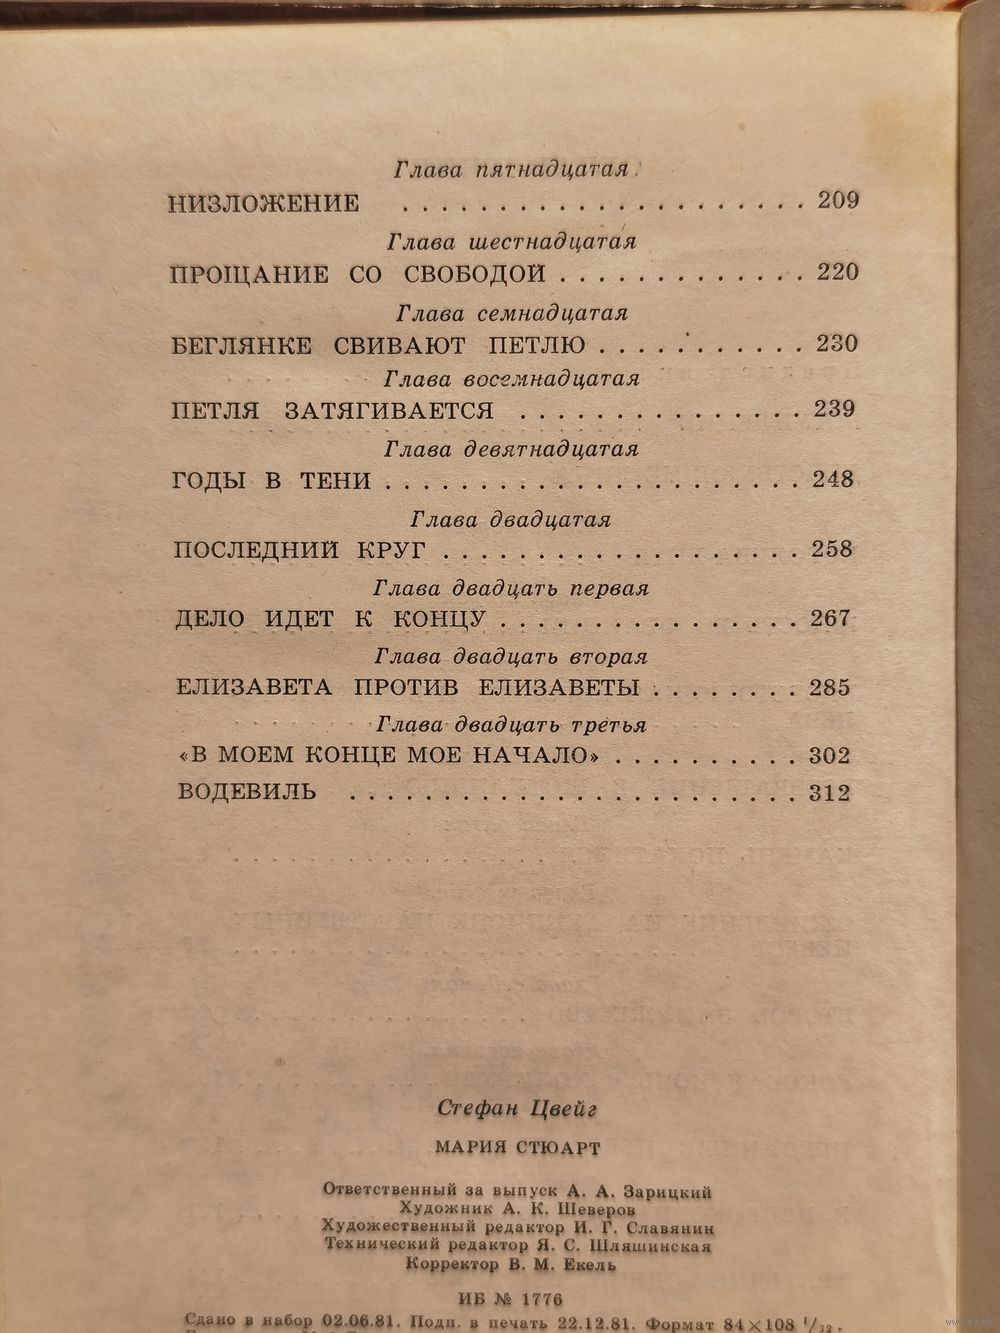 Глава пятнадцатая
НИЗЛОЖЕНИЕ . . . . . . . . . . . . . . . . . . . . . 209
Глава шестнадцатая
ПРОЩАНИЕ СО СВОБОДОЙ . . . . . . . . . . . . . 220
Глава семнадцатая
БЕГЛЯНКЕ СВИВАЮТ ПЕТЛЮ . . . . . . . . . . . 230
Глава восемнадцатая
ПЕТЛЯ ЗАТЯГИВАЕТСЯ . . . . . . . . . . . . . . . 239
Глава девятнадцатая
ГОДЫ В ТЕНИ . . . . . . . . . . . . . . . . . . . . . . 248
Глава двадцатая
ПОСЛЕДНИЙ КРУГ . . . . . . . . . . . . . . . . . . . 258
Глава двадцать первая
ДЕЛО ИДЕТ К КОНЦУ . . . . . . . . . . . . . . . . 267
Глава двадцать вторая
ЕЛИЗАВЕТА ПРОТИВ ЕЛИЗАВЕТЫ . . . . . . . . 285
Глава двадцать третья
«В МОЕМ КОНЦЕ МОЕ НАЧАЛО» . . . . . . . . . . 302
ВОДЕВИЛЬ . . . . . . . . . . . . . . . . . . . . . . . . 312
Стефан Цвейг
МАРИЯ СТЮАРТ
Ответственный за выпуск А. А. Зарицкий
Художник А. К. Шеверов
Художественный редактор И. Г. Славянин
Технический редактор Я. С. Шляшинская
Корректор В. М. Екель
ИБ № 1776
Сдано в набор 02.06.81. Подп. в печать 22.12.81. Формат 84×108 1/32.